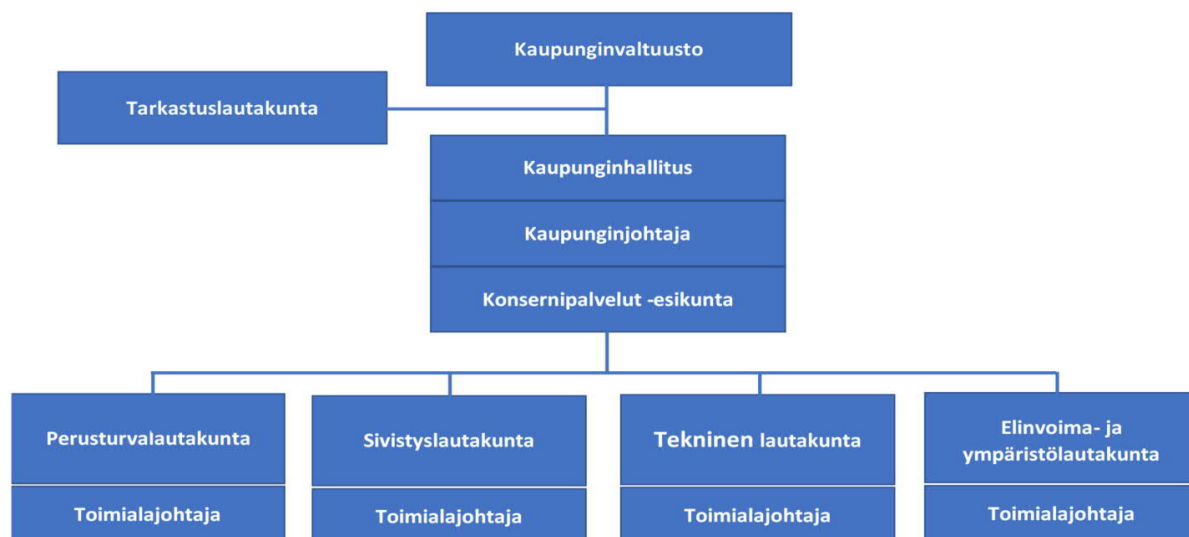 Kaupunginvaltuusto
Tarkastuslautakunta
Kaupunginhallitus
Kaupunginjohtaja
Konsernipalvelut -esikunta
Perusturvalautakunta
Sivistyslautakunta
Tekninen lautakunta
Elinvoima- ja
ympäristölautakunta
Toimialajohtaja
Toimialajohtaja
Toimialajohtaja
Toimialajohtaja